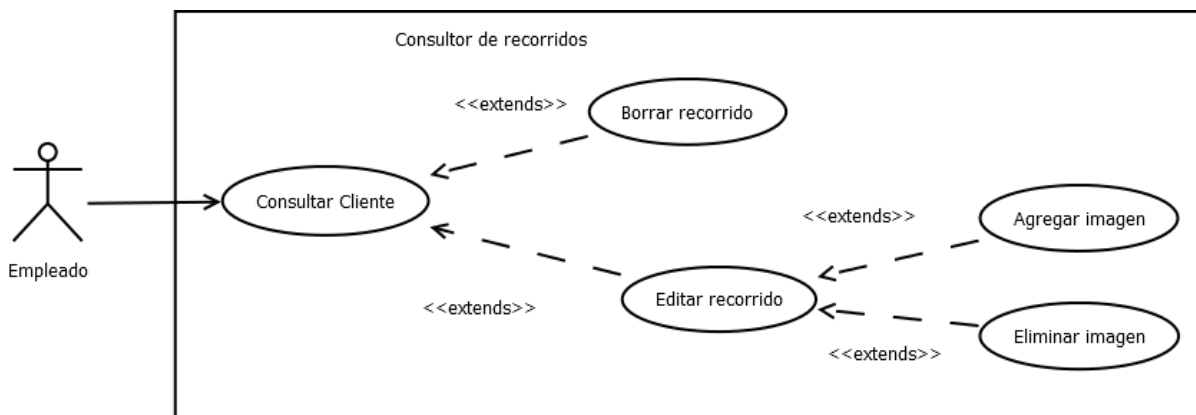 Consultor de recorridos
<<extends>>
Borrar recorrido
Consultar Cliente
Empleado
<<extends>>
Editar recorrido
<<extends>>
Agregar imagen
<<extends>>
Eliminar imagen